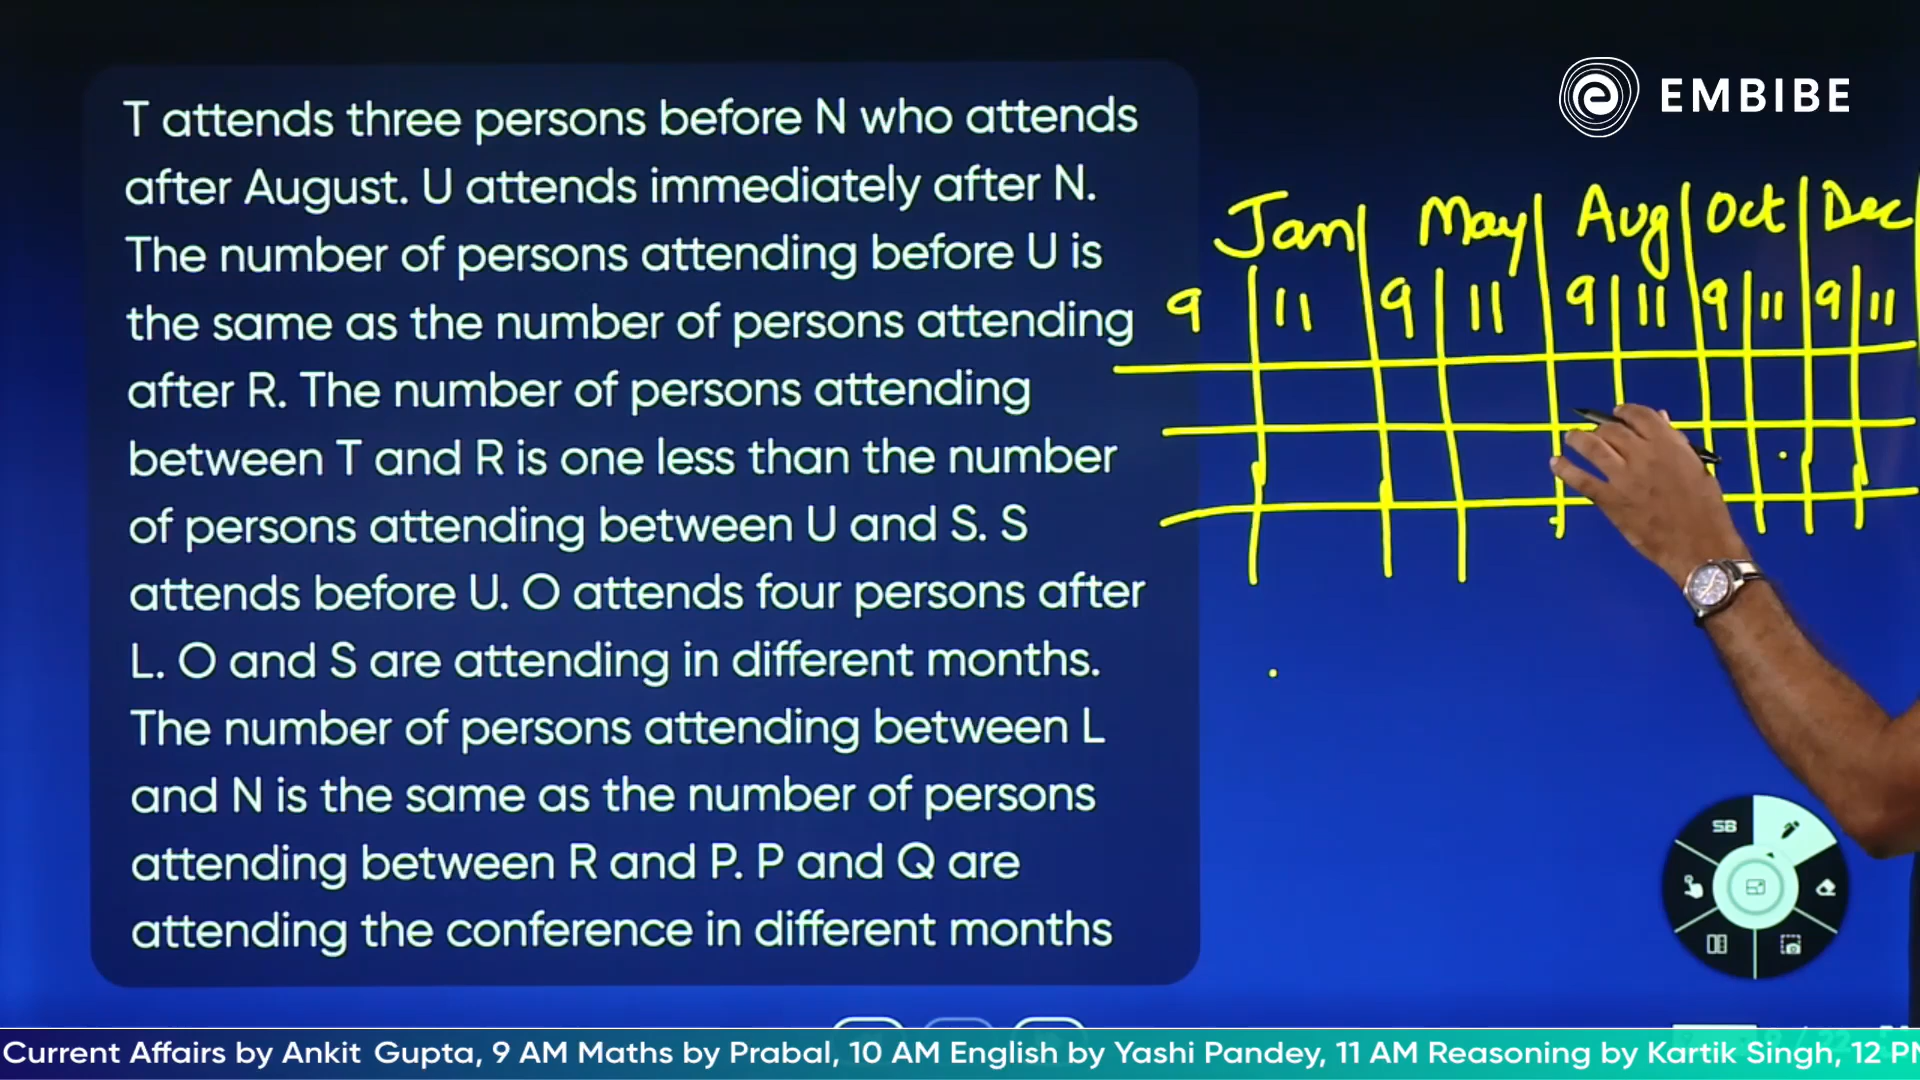 EMBIBE
T attends three persons before N who attends
after August. U attends immediately after N.
The number of persons attending before U is
the same as the number of persons attending
after R. The number of persons attending
between T and R is one less than the number
of persons attending between U and S. S
attends before U. O attends four persons after
L. O and S are attending in different months.
The number of persons attending between L
and N is the same as the number of persons
attending between R and P. P and Q are
attending the conference in different months
Jan May Aug Oct Dec
9 11 9 11 9 11 9 11 9 11
SB
Current Affairs by Ankit Gupta, 9 AM Maths by Prabal, 10 AM English by Yashi Pandey, 11 AM Reasoning by Kartik Singh, 12 PM